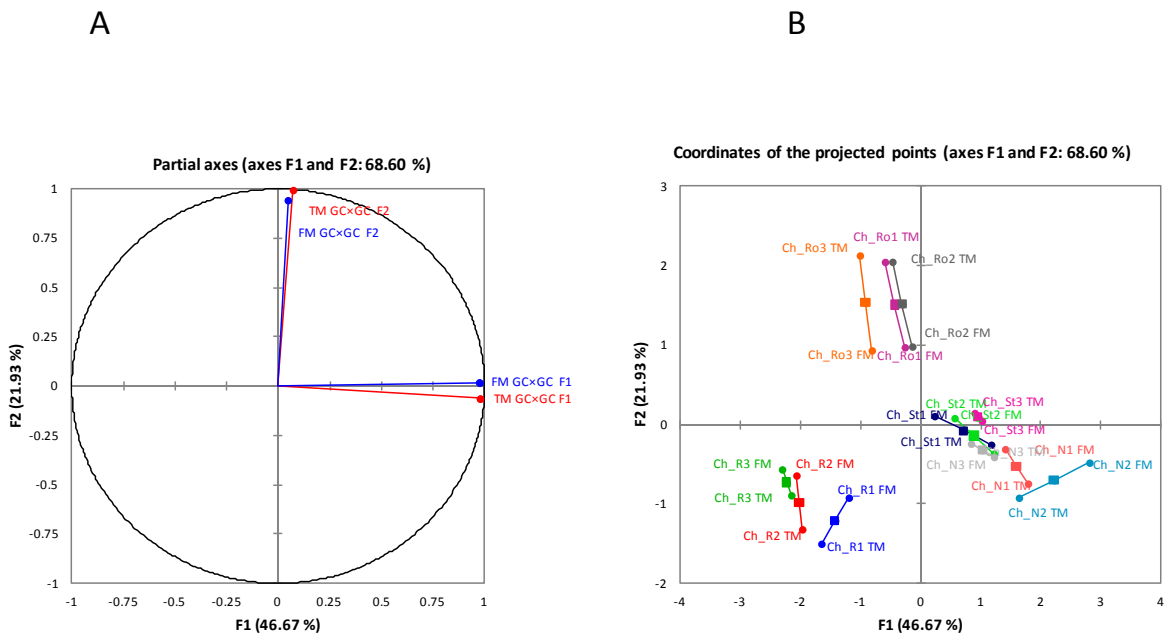 A
B
Partial axes (axes F1 and F2: 68.60 %)
1
0.75
0.5
0.25
0
-0.25
-0.5
-0.75
-1
-1
-0.75
-0.5
-0.25
0
0.25
0.5
0.75
1
F2 (21.93 %)
F1 (46.67 %)
TM GC×GC F2
FM GC×GC F2
FM GC×GC F1
TM GC×GC F1
Coordinates of the projected points (axes F1 and F2: 68.60 %)
3
2
1
0
-1
-2
-4
-3
-2
-1
0
1
2
3
4
F2 (21.93 %)
F1 (46.67 %)
Ch_Ro1 TM
Ch_Ro3 TM
Ch_Ro2 TM
Ch_Ro2 FM
Ch_Ro3 FM
Ch_Ro1 FM
Ch_St2 TM
Ch_St3 TM
Ch_St1 FM
Ch_St2 FM
Ch_St3 FM
Ch_St1 TM
Ch_N1 FM
Ch_N3 TM
Ch_N3 FM
Ch_N2 FM
Ch_N1 TM
Ch_N2 TM
Ch_R3 FM
Ch_R2 FM
Ch_R1 FM
Ch_R3 TM
Ch_R2 TM
Ch_R1 TM